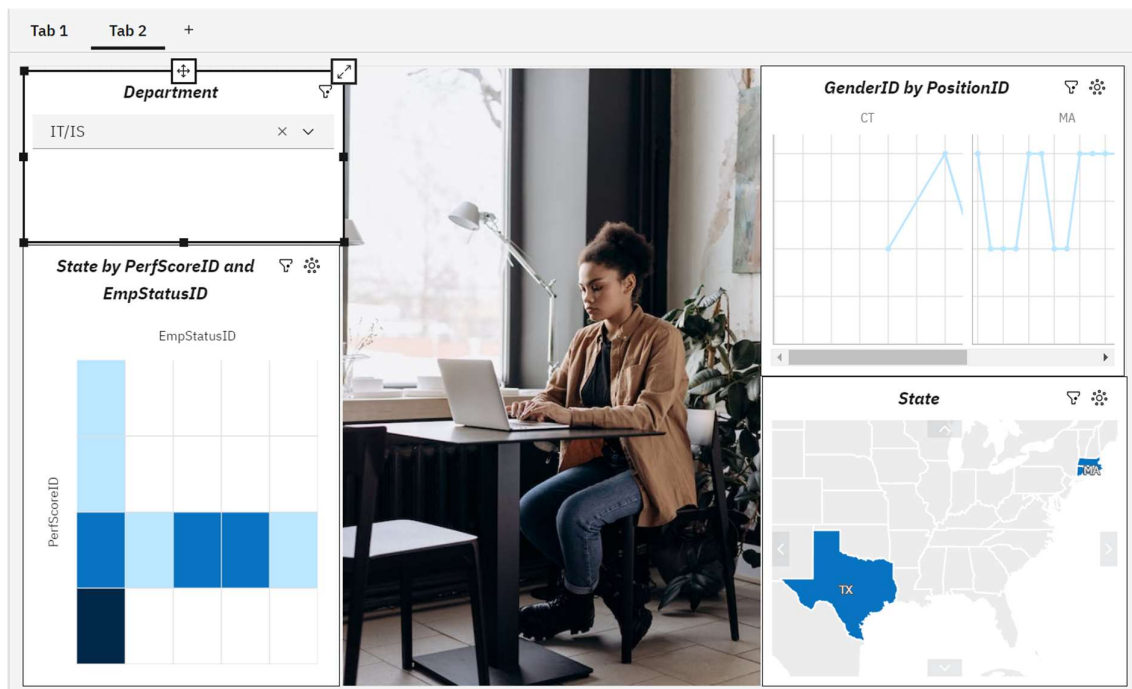 Tab 1 Tab 2 +
Department
IT/IS
State by PerfScoreID and
EmpStatusID
EmpStatusID
PerfScoreID
GenderID by PositionID
CT MA
State
MA
TX